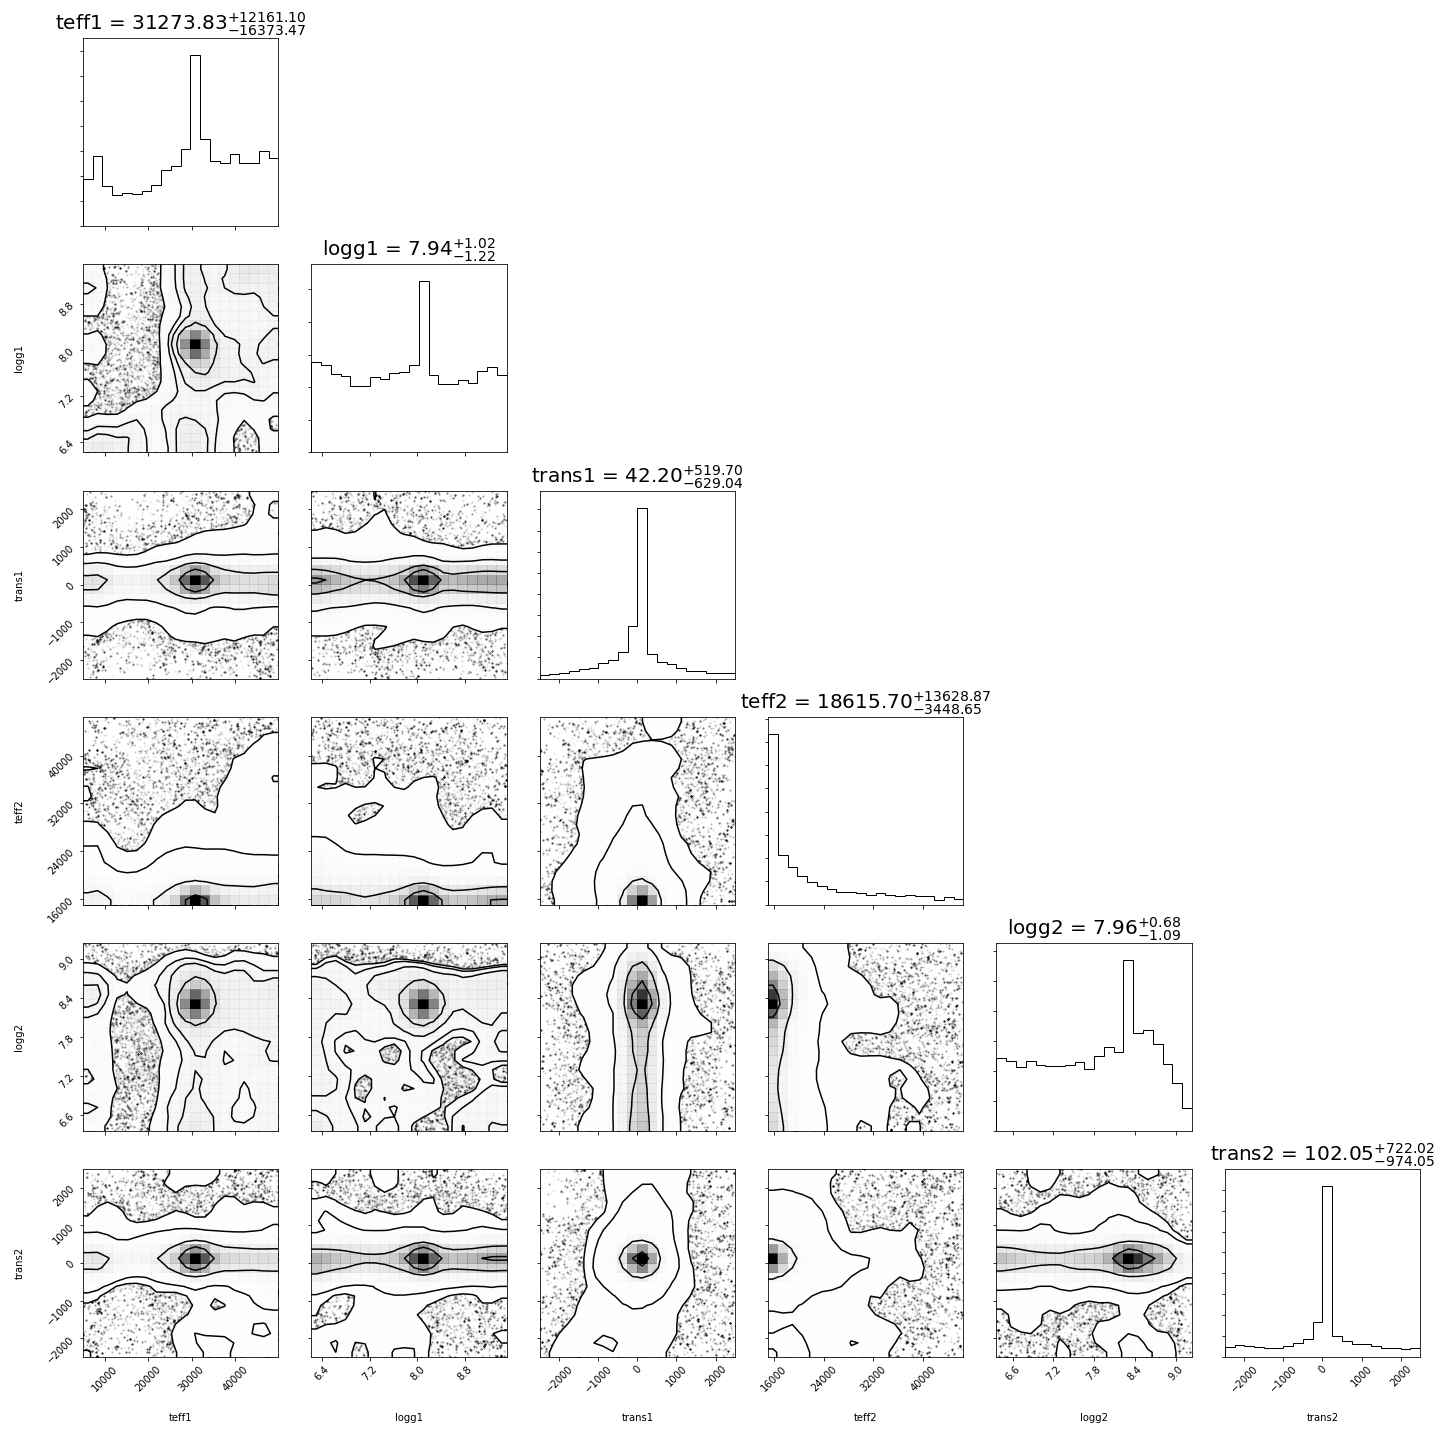 teff1 = 31273.83+12161.10−16373.47
logg1 = 7.94+1.02−1.22
8.8
8.0
7.2
6.4
logg1
trans1 = 42.20+519.70−629.04
2000
1000
0
−1000
−2000
trans1
teff2 = 18615.70+13628.87−3448.65
40000
32000
24000
16000
teff2
logg2 = 7.96+0.68−1.09
9.0
8.4
7.8
7.2
6.6
logg2
trans2 = 102.05+722.02−974.05
2000
1000
0
−1000
−2000
trans2
10000 20000 30000 40000 6.4 7.2 8.0 8.8 −2000 −1000 0 1000 2000 16000 24000 32000 40000 6.6 7.2 7.8 8.4 9.0 −2000 −1000 0 1000 2000
teff1 logg1 trans1 teff2 logg2 trans2